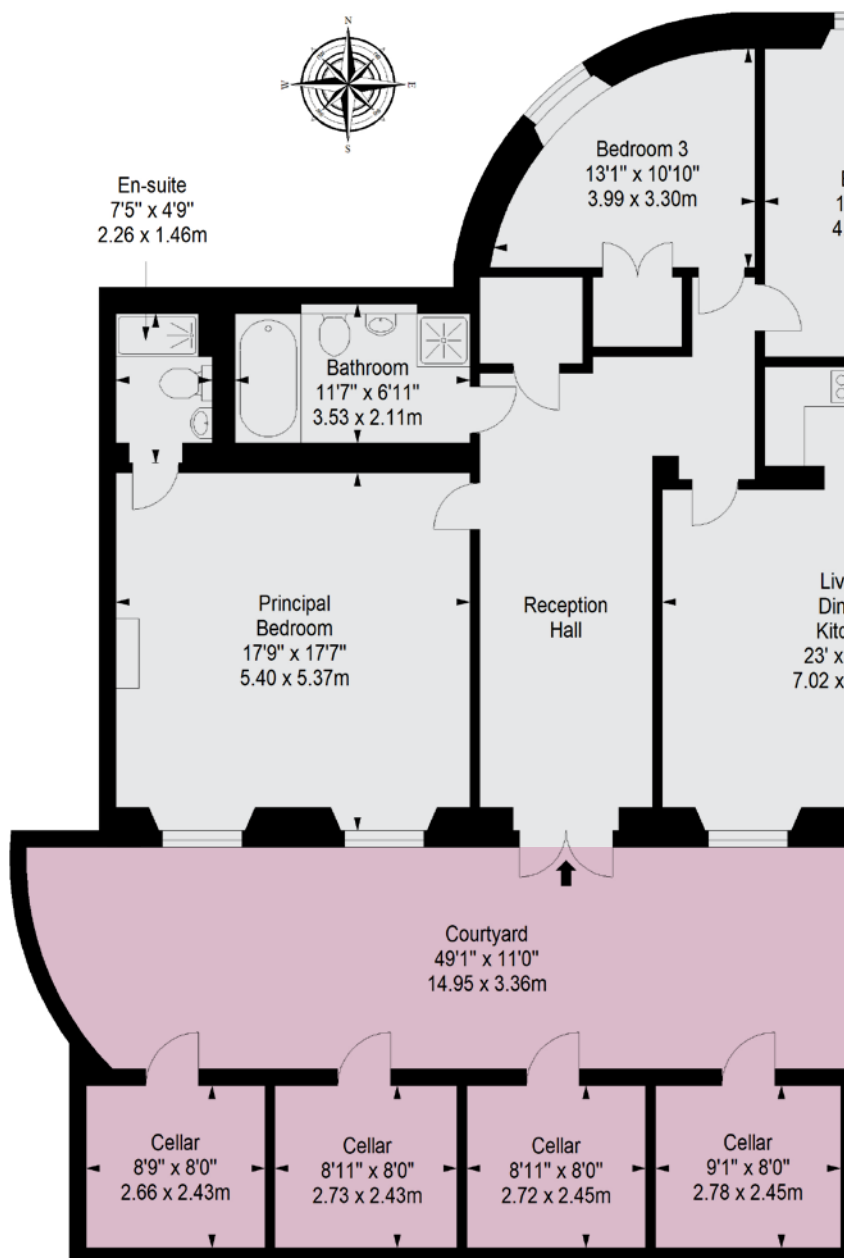 N
W
E
S
En-suite
7'5" x 4'9"
2.26 x 1.46m
Bedroom 3
13'1" x 10'10"
3.99 x 3.30m
Bathroom
11'7" x 6'11"
3.53 x 2.11m
Principal
Bedroom
17'9" x 17'7"
5.40 x 5.37m
Reception
Hall
23' x
7.02 x
Courtyard
49'1" x 11'0"
14.95 x 3.36m
Cellar
8'9" x 8'0"
2.66 x 2.43m
Cellar
8'11" x 8'0"
2.73 x 2.43m
Cellar
8'11" x 8'0"
2.72 x 2.45m
Cellar
9'1" x 8'0"
2.78 x 2.45m